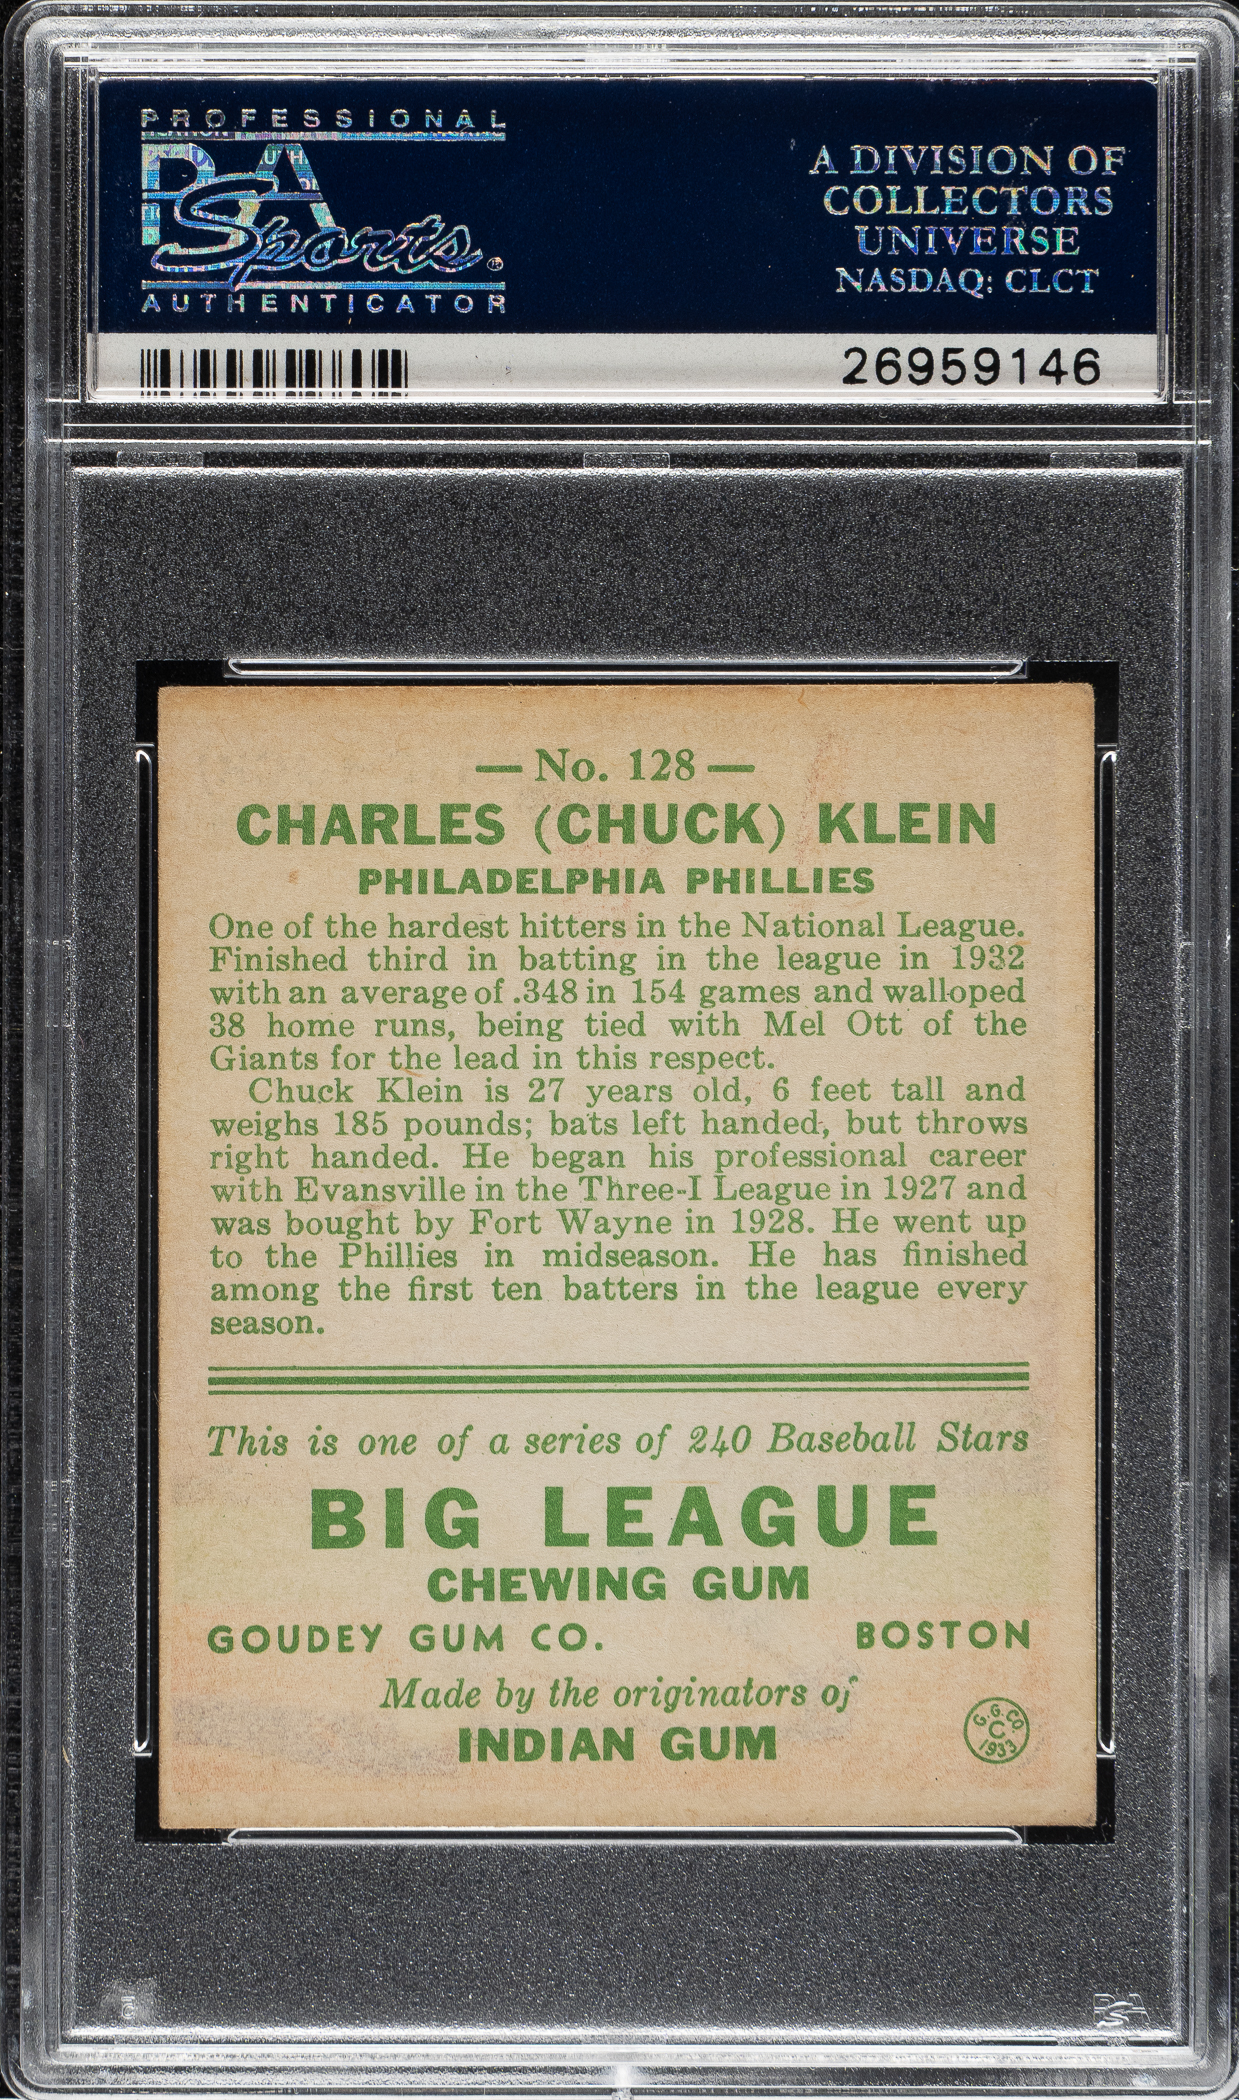 PROFESSIONAL
PSA
Sports®
AUTHENTICATOR
A DIVISION OF
COLLECTORS
UNIVERSE
NASDAQ: CLCT
26959146
— No. 128 —
CHARLES (CHUCK) KLEIN
PHILADELPHIA PHILLIES
One of the hardest hitters in the National League.
Finished third in batting in the league in 1932
with an average of .348 in 154 games and walloped
38 home runs, being tied with Mel Ott of the
Giants for the lead in this respect.
Chuck Klein is 27 years old, 6 feet tall and
weighs 185 pounds; bats left handed, but throws
right handed. He began his professional career
with Evansville in the Three-I League in 1927 and
was bought by Fort Wayne in 1928. He went up
to the Phillies in midseason. He has finished
among the first ten batters in the league every
season.
This is one of a series of 240 Baseball Stars
BIG LEAGUE
CHEWING GUM
GOUDEY GUM CO. BOSTON
Made by the originators of
INDIAN GUM
G.G.CO.
C
1933
PSA